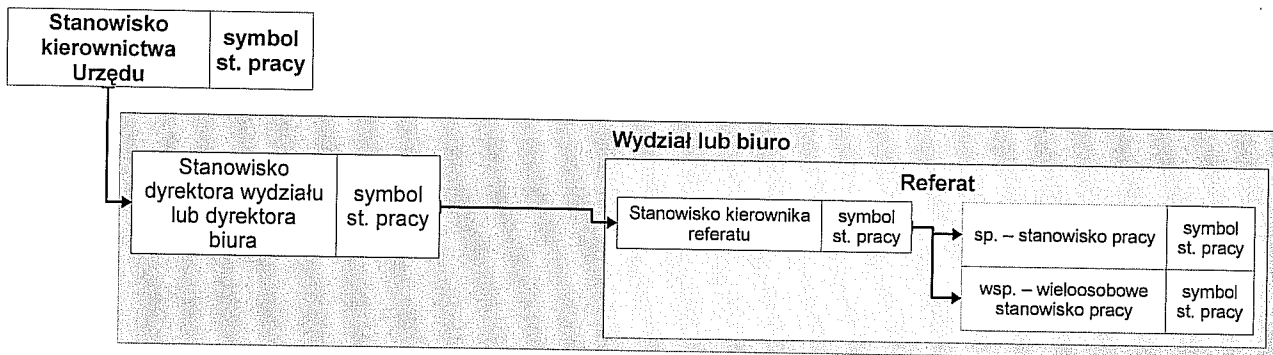 Stanowisko
kierownictwa
Urzędu
symbol
st. pracy
Wydział lub biuro
Stanowisko
dyrektora wydziału
lub dyrektora
biura
symbol
st. pracy
Referat
Stanowisko kierownika
referatu
symbol
st. pracy
sp. – stanowisko pracy
symbol
st. pracy
wsp. – wieloosobowe
stanowisko pracy
symbol
st. pracy